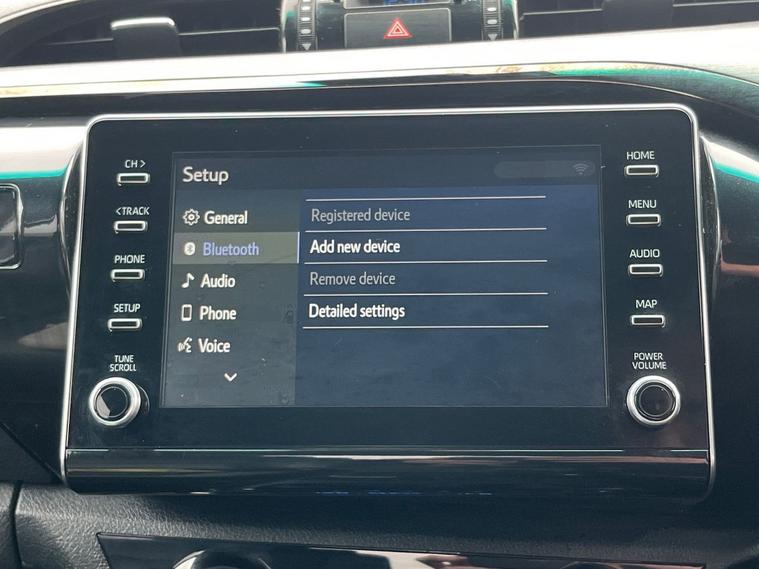 CH >
<TRACK
PHONE
SETUP
TUNE
SCROLL
Setup
General
Bluetooth
Audio
Phone
Voice
Registered device
Add new device
Remove device
Detailed settings
HOME
MENU
AUDIO
MAP
POWER
VOLUME